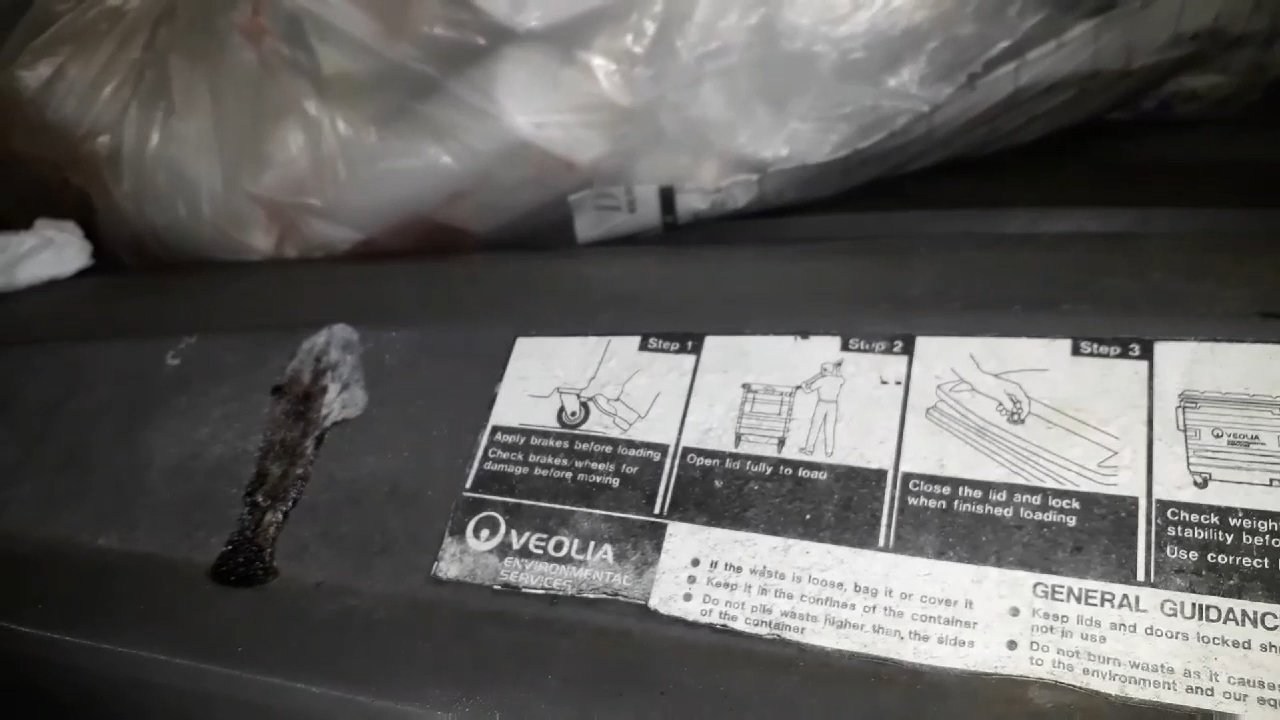 Step 1
Apply brakes before loading
Check brakes/wheels for
damage before moving
Step 2
Open lid fully to load
Step 3
Close the lid and lock
when finished loading
VEOLIA
Check weigh
stability befo
Use correct
VEOLIA
ENVIRONMENTAL
SERVICES
If the waste is loose, bag it or cover it
Keep it in the confines of the container
Do not pile waste higher than the sides
of the container
GENERAL GUIDANC
Keep lids and doors locked sh
not in use
Do not burn waste as it cause
to the environment and our eq